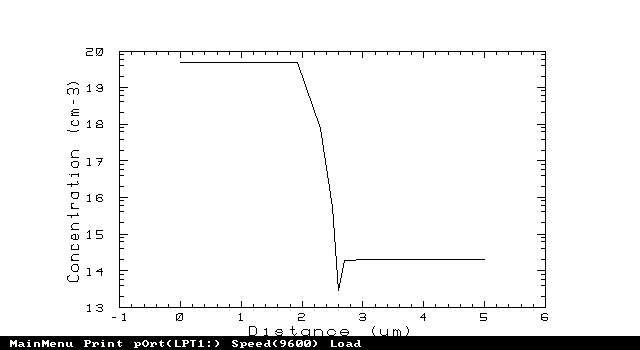 20
19
18
17
16
15
14
13
Concentration (cm-3)
-1 0 1 2 3 4 5 6
Distance (um)
MainMenu Print pOrt(LPT1:) Speed(9600) Load